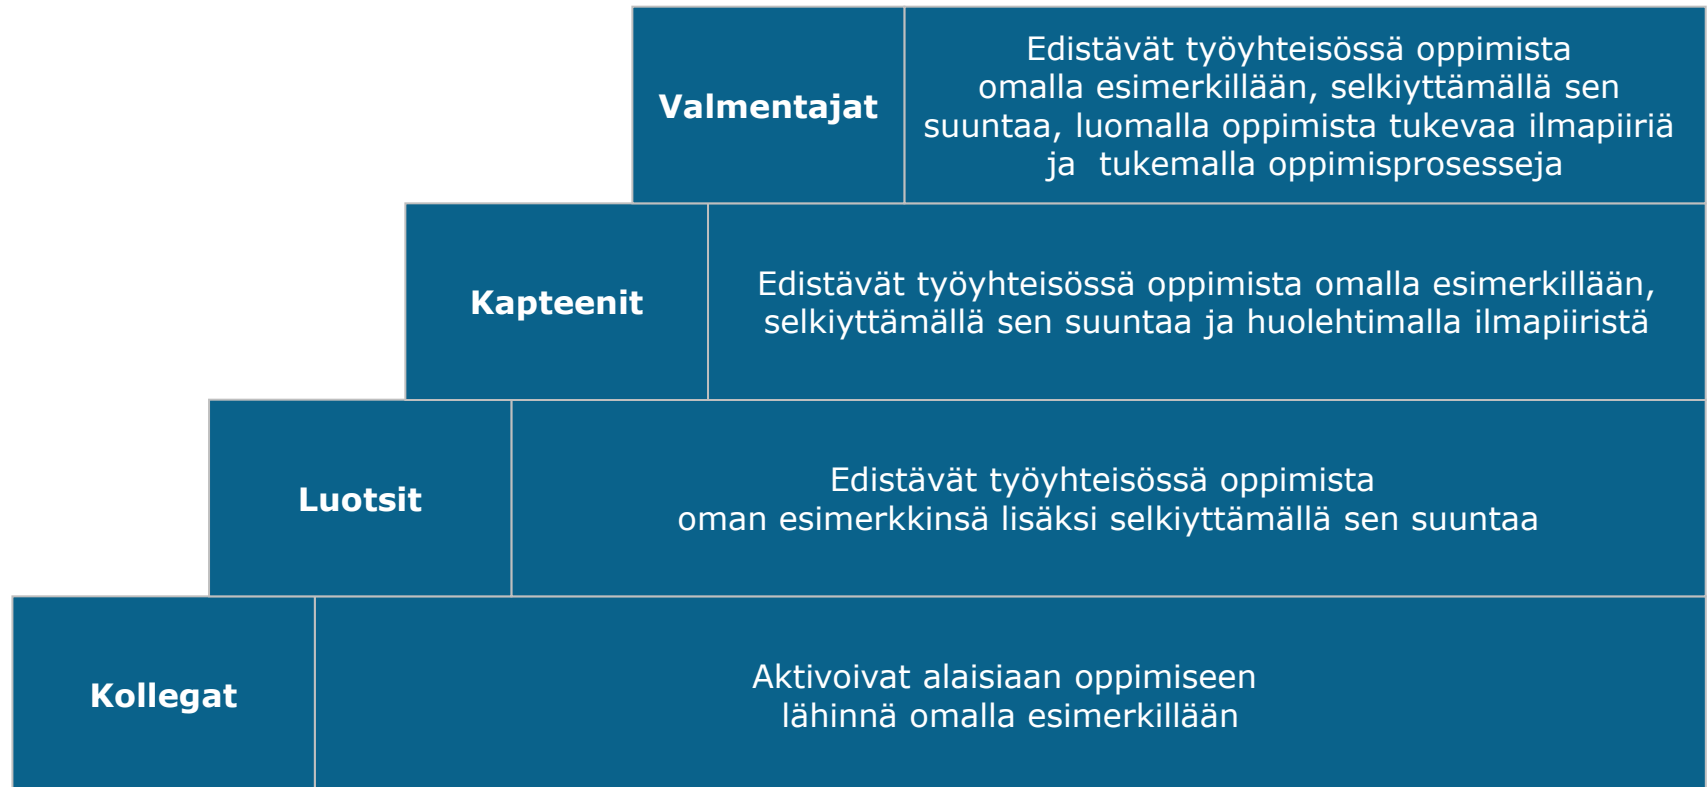 Valmentajat
Edistävät työyhteisössä oppimista
omalla esimerkillään, selkiyttämällä sen
suuntaa, luomalla oppimista tukevaa ilmapiiriä
ja  tukemalla oppimisprosesseja
Kapteenit
Edistävät työyhteisössä oppimista omalla esimerkillään,
selkiyttämällä sen suuntaa ja huolehtimalla ilmapiiristä
Luotsit
Edistävät työyhteisössä oppimista
oman esimerkkinsä lisäksi selkiyttämällä sen suuntaa
Kollegat
Aktivoivat alaisiaan oppimiseen
lähinnä omalla esimerkillään